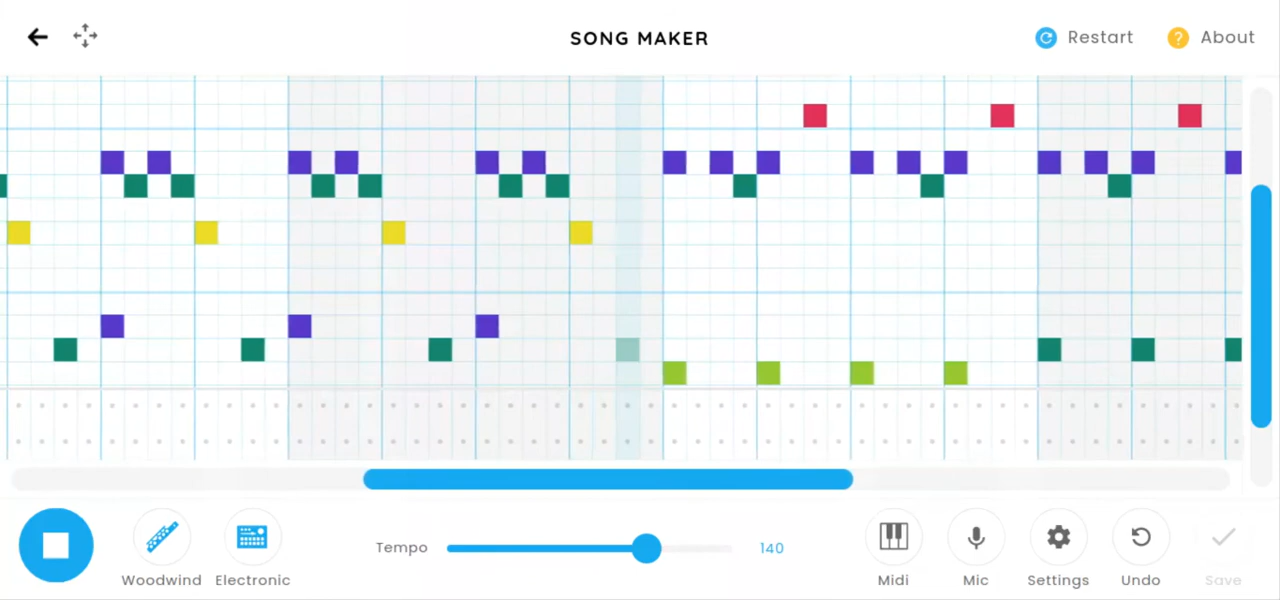 SONG MAKER
Restart
? About
Woodwind
Electronic
Tempo
140
Midi
Mic
Settings
Undo
Save